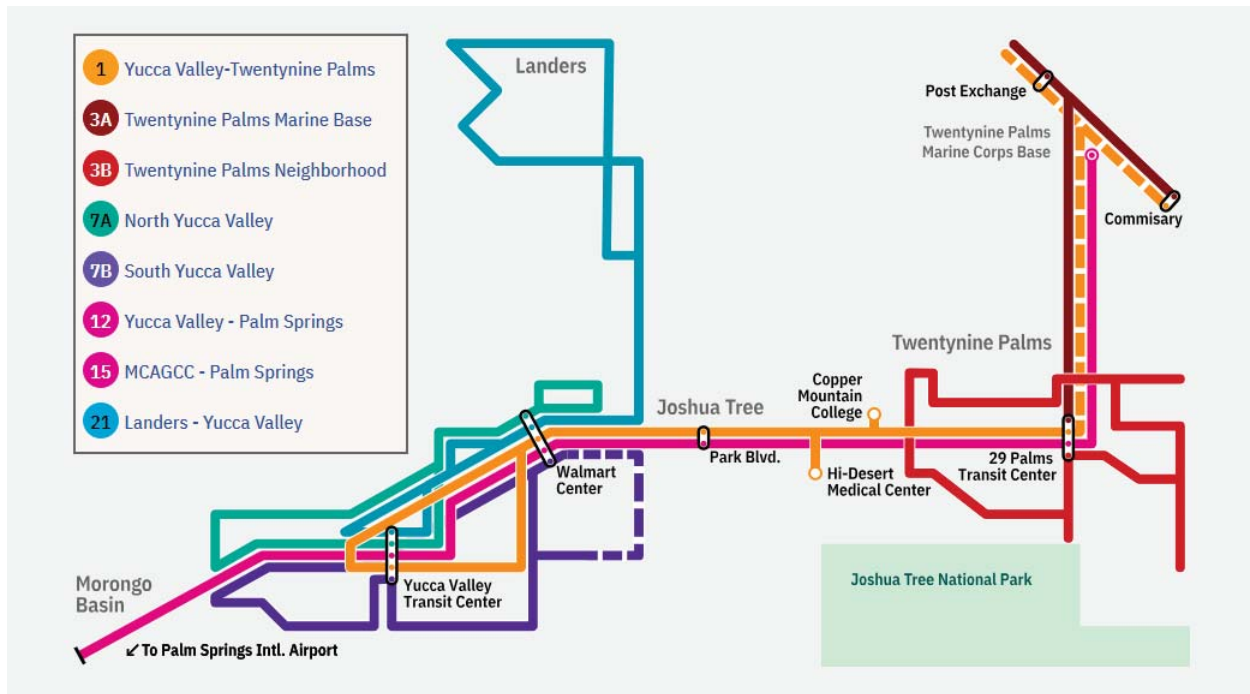 1 Yucca Valley-Twentynine Palms
3A Twentynine Palms Marine Base
3B Twentynine Palms Neighborhood
7A North Yucca Valley
7B South Yucca Valley
12 Yucca Valley - Palm Springs
15 MCAGCC - Palm Springs
21 Landers - Yucca Valley
Landers
Post Exchange
Twentynine Palms
Marine Corps Base
Commisary
Twentynine Palms
Copper
Mountain
College
Joshua Tree
Park Blvd.
Hi-Desert
Medical Center
29 Palms
Transit Center
Walmart
Center
Yucca Valley
Transit Center
Morongo
Basin
↙To Palm Springs Intl. Airport
Joshua Tree National Park